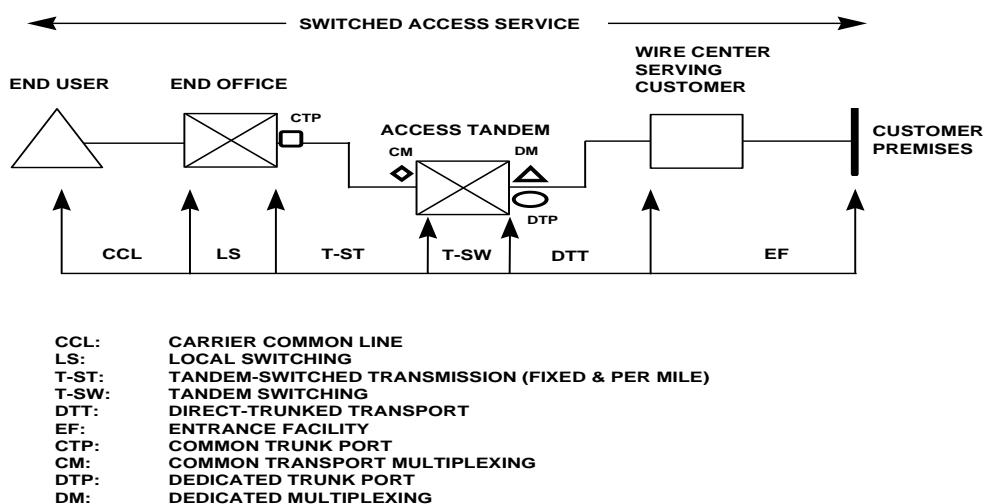 SWITCHED ACCESS SERVICE
WIRE CENTER
SERVING
CUSTOMER
END USER
END OFFICE
CTP
ACCESS TANDEM
CUSTOMER
PREMISES
CM
DM
DTP
CCL
LS
T-ST
T-SW
DTT
EF
CCL: CARRIER COMMON LINE
LS: LOCAL SWITCHING
T-ST: TANDEM-SWITCHED TRANSMISSION (FIXED & PER MILE)
T-SW: TANDEM SWITCHING
DTT: DIRECT-TRUNKED TRANSPORT
EF: ENTRANCE FACILITY
CTP: COMMON TRUNK PORT
CM: COMMON TRANSPORT MULTIPLEXING
DTP: DEDICATED TRUNK PORT
DM: DEDICATED MULTIPLEXING